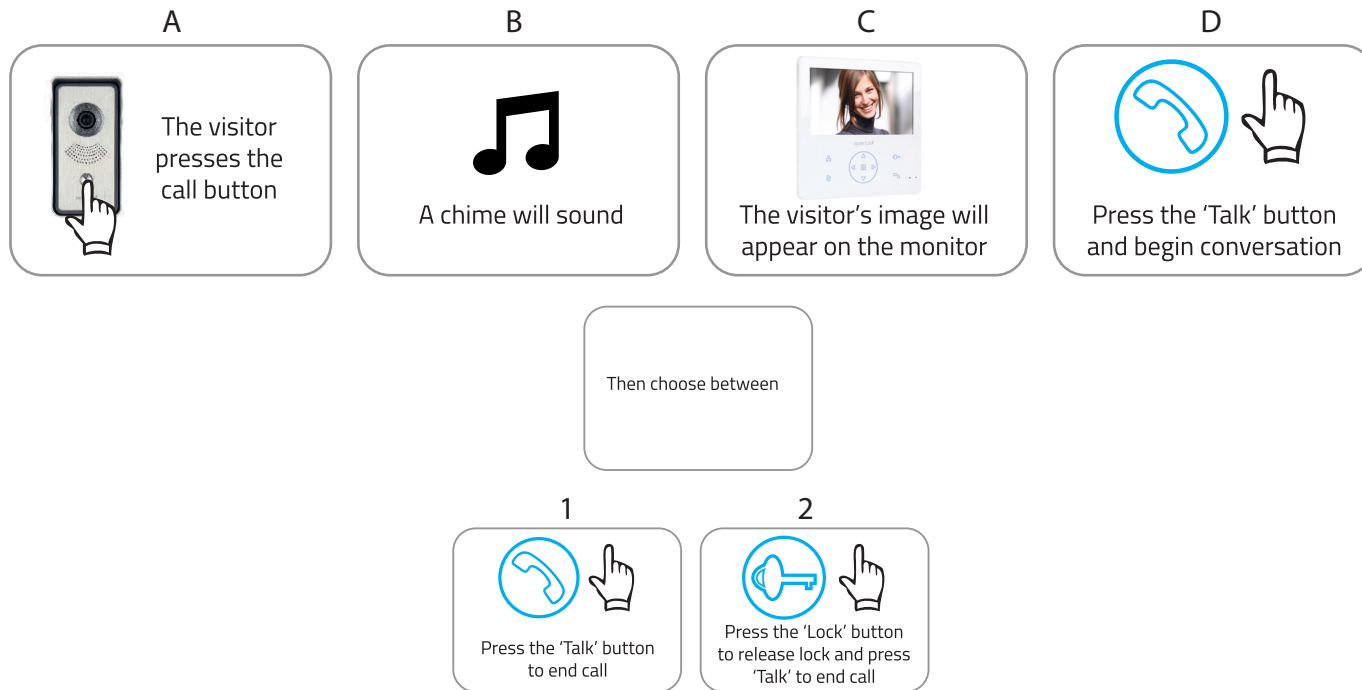 A
B
C
D
The visitor
presses the
call button
A chime will sound
The visitor’s image will
appear on the monitor
Press the ‘Talk’ button
and begin conversation
Then choose between
1
2
Press the ‘Talk’ button
to end call
Press the ‘Lock’ button
to release lock and press
‘Talk’ to end call